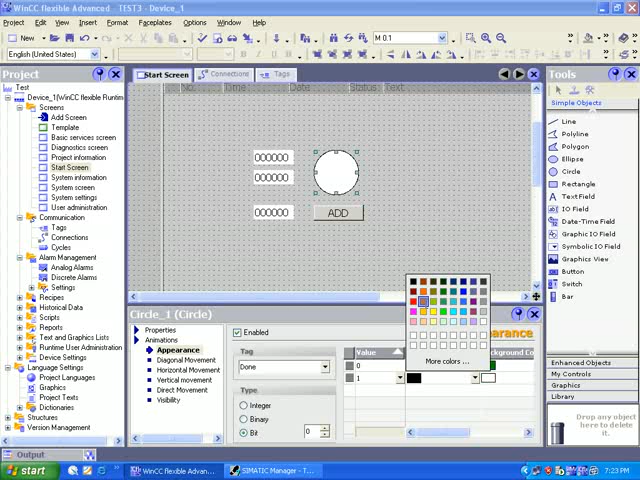 WinCC flexible Advanced - TEST3 - Device_1
Project Edit View Insert Format Faceplates Options Window Help
New
M 0.1
English (United States)
Project
Test
Device_1(WinCC flexible Runtim
Screens
Add Screen
Template
Basic services screen
Diagnostics screen
Project information
Start Screen
System information
System screen
System settings
User administration
Communication
Tags
Connections
Cycles
Alarm Management
Analog Alarms
Discrete Alarms
Settings
Recipes
Historical Data
Scripts
Reports
Text and Graphics Lists
Runtime User Administration
Device Settings
Language Settings
Project Languages
Graphics
Project Texts
Dictionaries
Structures
Version Management
Start Screen
Connections
Tags
No. Time Date Status Text
000000
000000
000000
ADD
Circle_1 (Circle)
Properties
Animations
Appearance
Diagonal Movement
Horizontal Movement
Vertical movement
Direct Movement
Visibility
Enabled
Tag
Done
Type
Integer
Binary
Bit
0
Value
0
1
More colors ...
Tools
Simple Objects
Line
Polyline
Polygon
Ellipse
Circle
Rectangle
Text Field
IO Field
Date-Time Field
Graphic IO Field
Symbolic IO Field
Graphics View
Button
Switch
Bar
Enhanced Objects
My Controls
Graphics
Library
Drop any object
here to delete
it.
Output
start
WinCC flexible Advan...
SIMATIC Manager - T...
7:23 PM